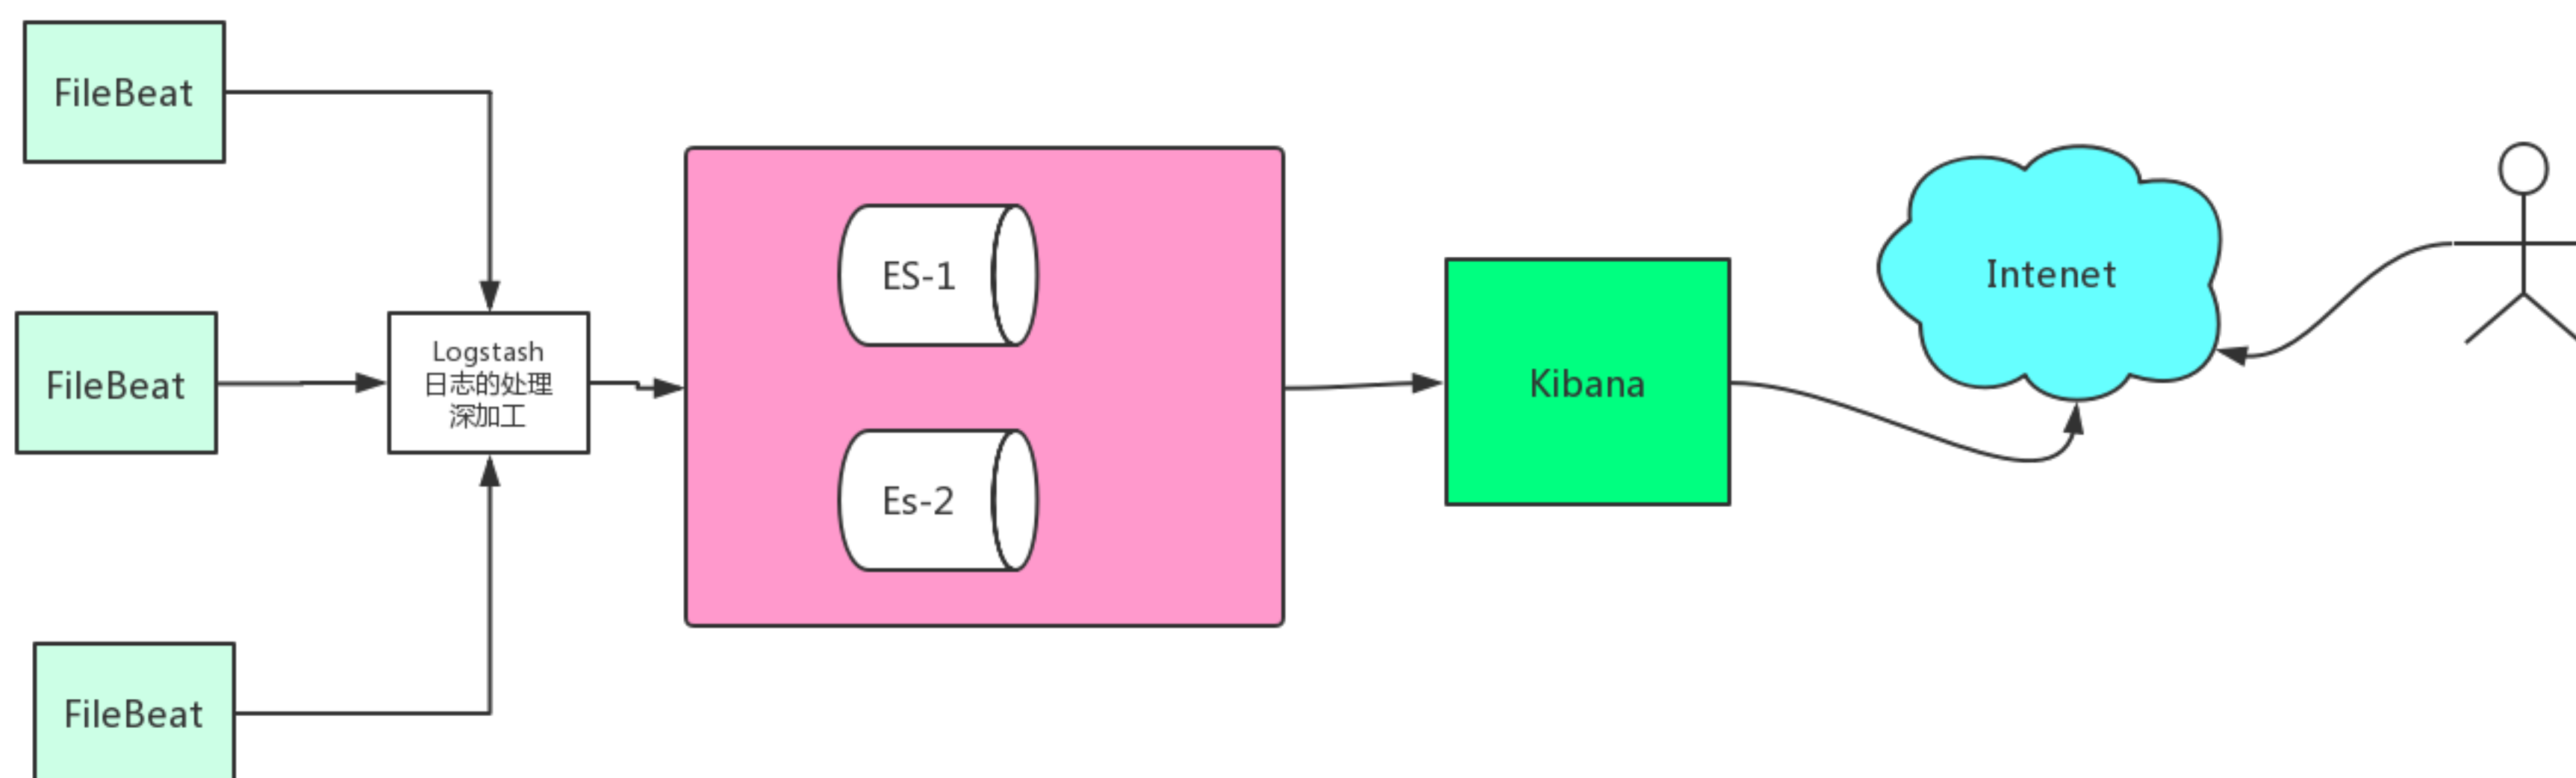 FileBeat
FileBeat
FileBeat
Logstash
日志的处理
深加工
ES-1
Es-2
Kibana
Intenet